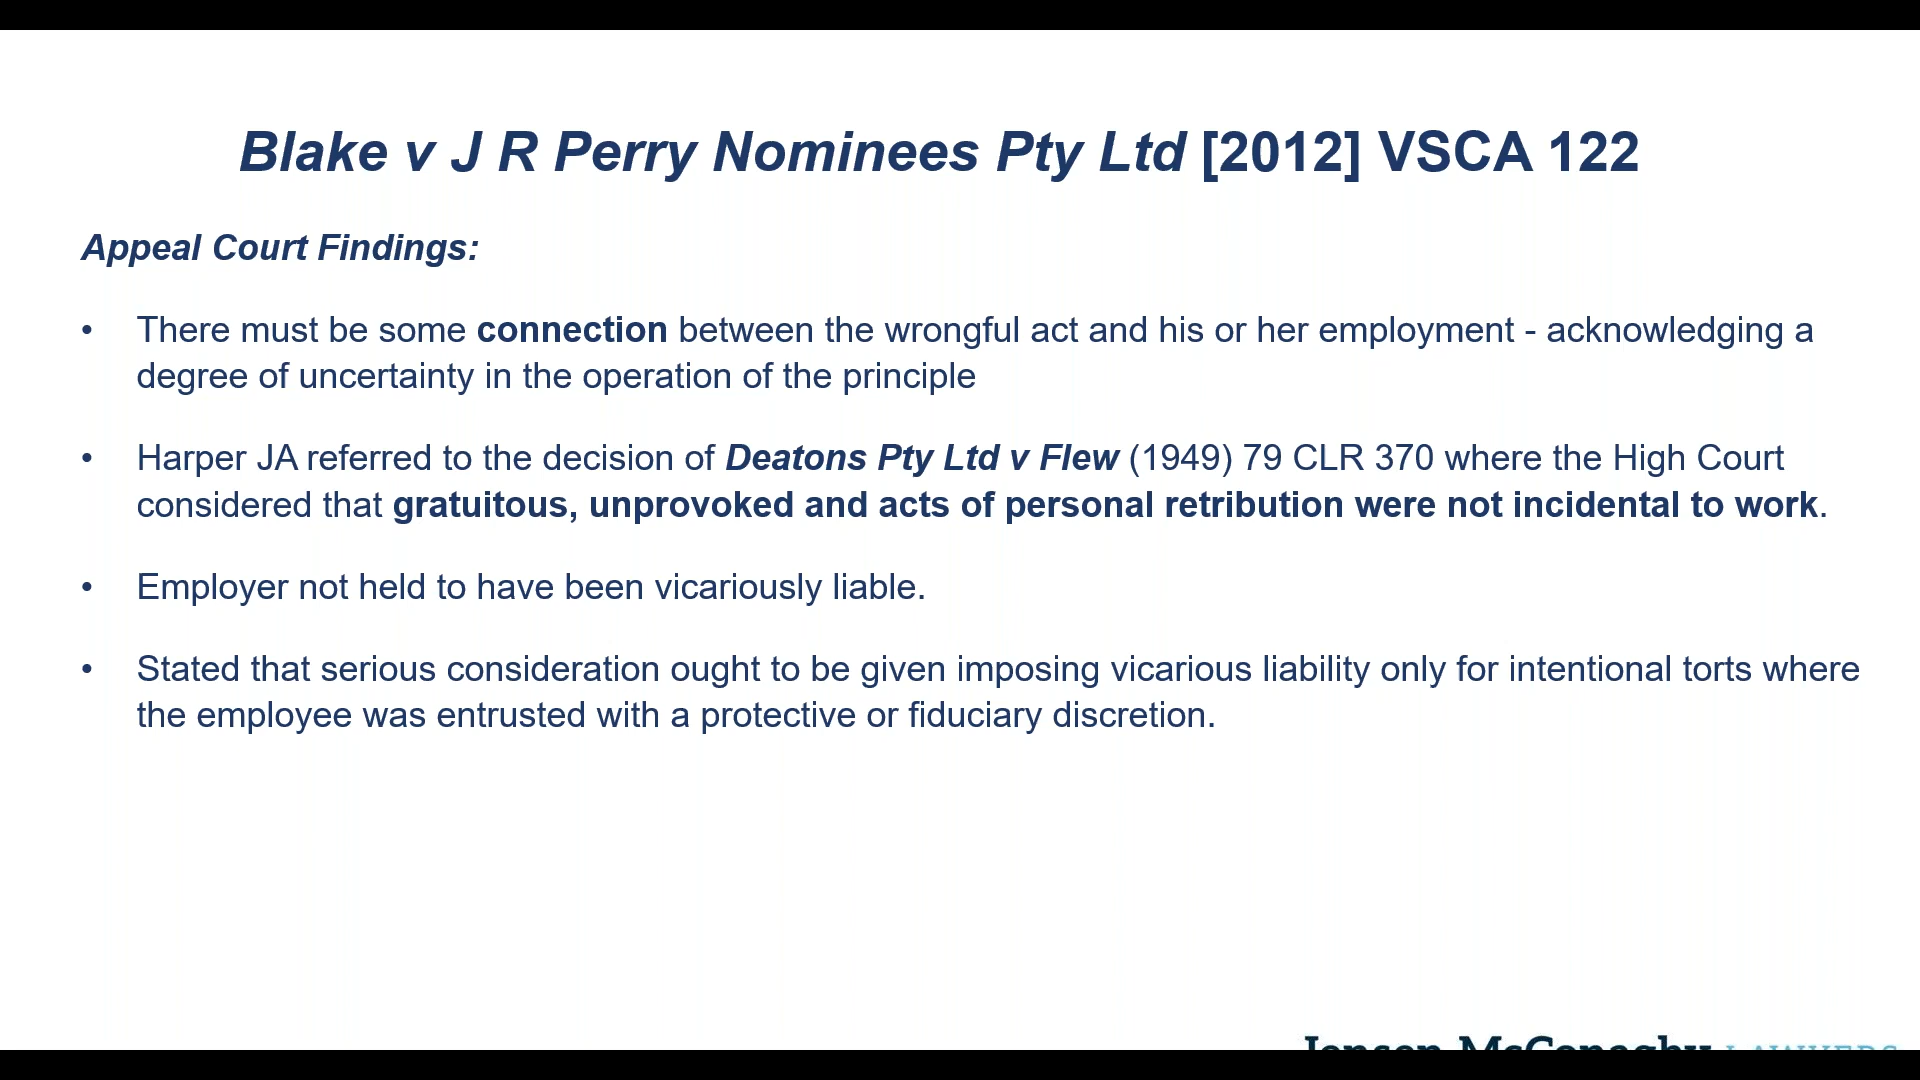 Blake v J R Perry Nominees Pty Ltd [2012] VSCA 122
Appeal Court Findings:
• There must be some connection between the wrongful act and his or her employment - acknowledging a
degree of uncertainty in the operation of the principle
• Harper JA referred to the decision of Deatons Pty Ltd v Flew (1949) 79 CLR 370 where the High Court
considered that gratuitous, unprovoked and acts of personal retribution were not incidental to work.
• Employer not held to have been vicariously liable.
• Stated that serious consideration ought to be given imposing vicarious liability only for intentional torts where
the employee was entrusted with a protective or fiduciary discretion.
Jensen McConaghy LAWYERS